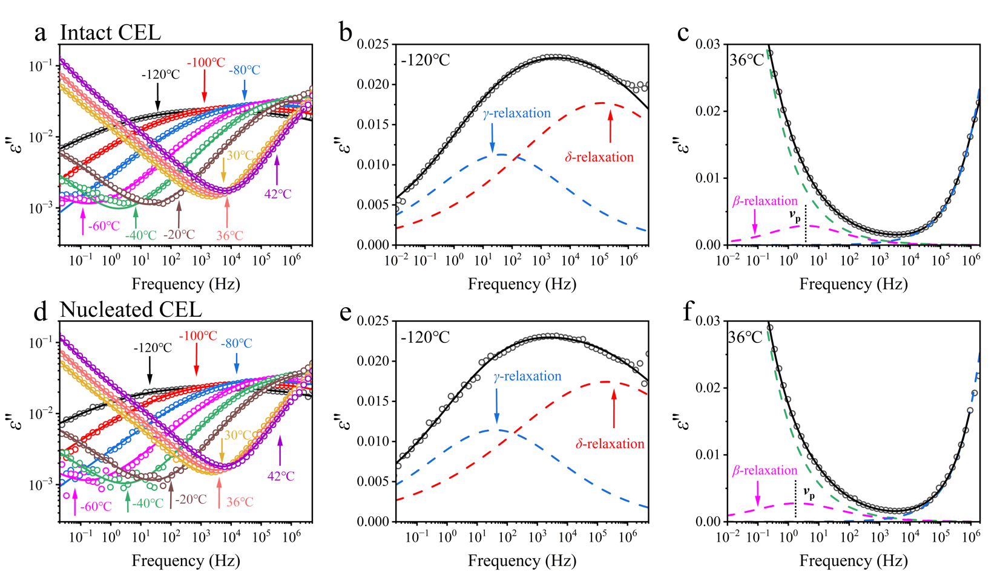 a Intact CEL
10⁻¹
10⁻²
10⁻³
ε"
-120℃
-100℃
-80℃
30℃
42℃
-60℃
-40℃
-20℃
36℃
10⁻¹ 10⁰ 10¹ 10² 10³ 10⁴ 10⁵ 10⁶
Frequency (Hz)
b
0.025
0.020
0.015
0.010
0.005
0.000
ε"
-120℃
γ-relaxation
δ-relaxation
10⁻² 10⁻¹ 10⁰ 10¹ 10² 10³ 10⁴ 10⁵ 10⁶
Frequency (Hz)
c
0.03
0.02
0.01
0.00
ε"
36℃
β-relaxation
νp
10⁻² 10⁻¹ 10⁰ 10¹ 10² 10³ 10⁴ 10⁵ 10⁶
Frequency (Hz)
d Nucleated CEL
10⁻¹
10⁻²
10⁻³
ε"
-120℃
-100℃
-80℃
30℃
42℃
-60℃
-40℃
-20℃
36℃
10⁻¹ 10⁰ 10¹ 10² 10³ 10⁴ 10⁵ 10⁶
Frequency (Hz)
e
0.025
0.020
0.015
0.010
0.005
0.000
ε"
-120℃
γ-relaxation
δ-relaxation
10⁻¹ 10⁰ 10¹ 10² 10³ 10⁴ 10⁵ 10⁶
Frequency (Hz)
f
0.03
0.02
0.01
0.00
ε"
36℃
β-relaxation
νp
10⁻² 10⁻¹ 10⁰ 10¹ 10² 10³ 10⁴ 10⁵ 10⁶
Frequency (Hz)